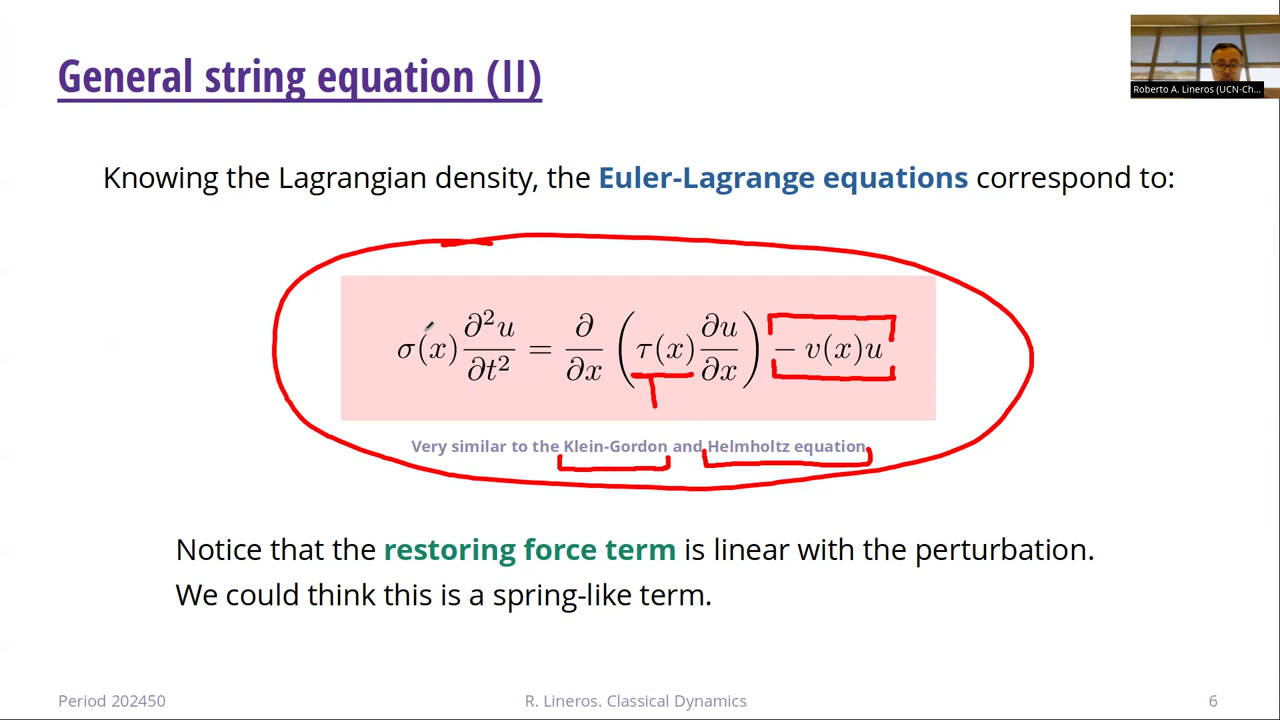 General string equation (II)
Roberto A. Lineros (UCN-Ch...
Knowing the Lagrangian density, the Euler-Lagrange equations correspond to:
σ(x) ∂²u/∂t² = ∂/∂x (τ(x) ∂u/∂x) − v(x)u
Very similar to the Klein-Gordon and Helmholtz equation
Notice that the restoring force term is linear with the perturbation.
We could think this is a spring-like term.
Period 202450
R. Lineros. Classical Dynamics
6